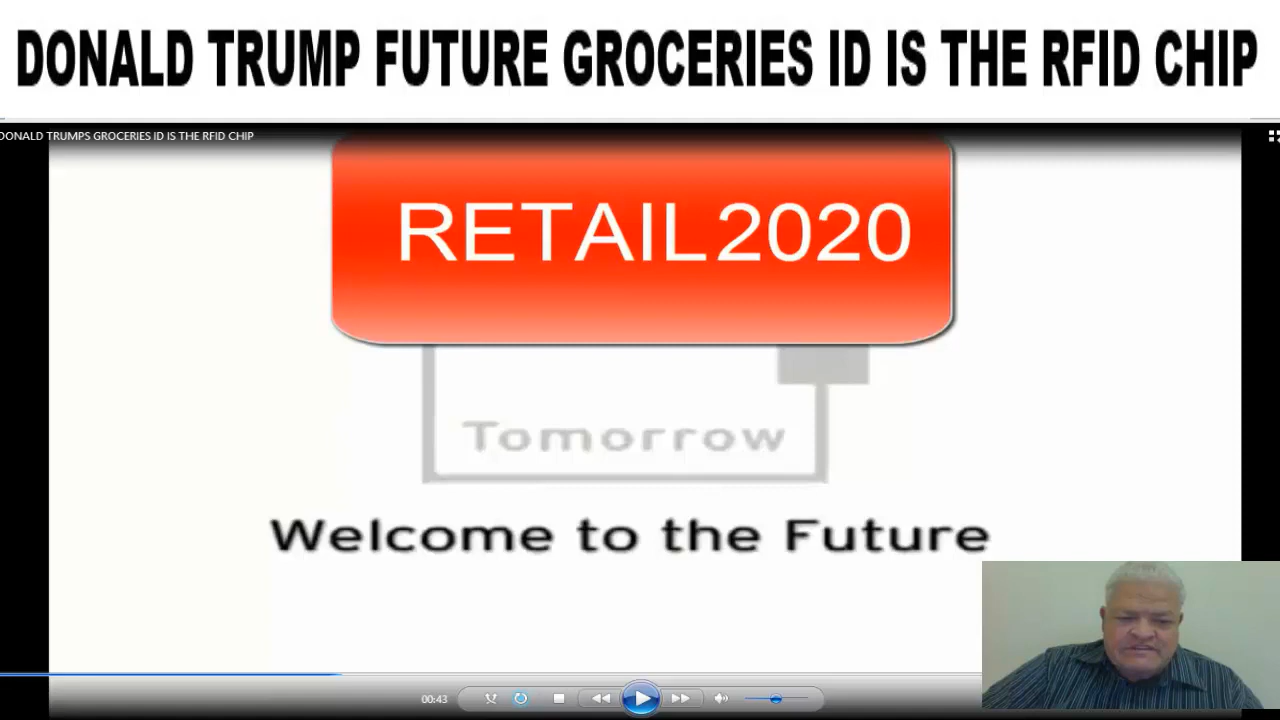 DONALD TRUMP FUTURE GROCERIES ID IS THE RFID CHIP
DONALD TRUMPS GROCERIES ID IS THE RFID CHIP
RETAIL2020
Tomorrow
Welcome to the Future
00:43